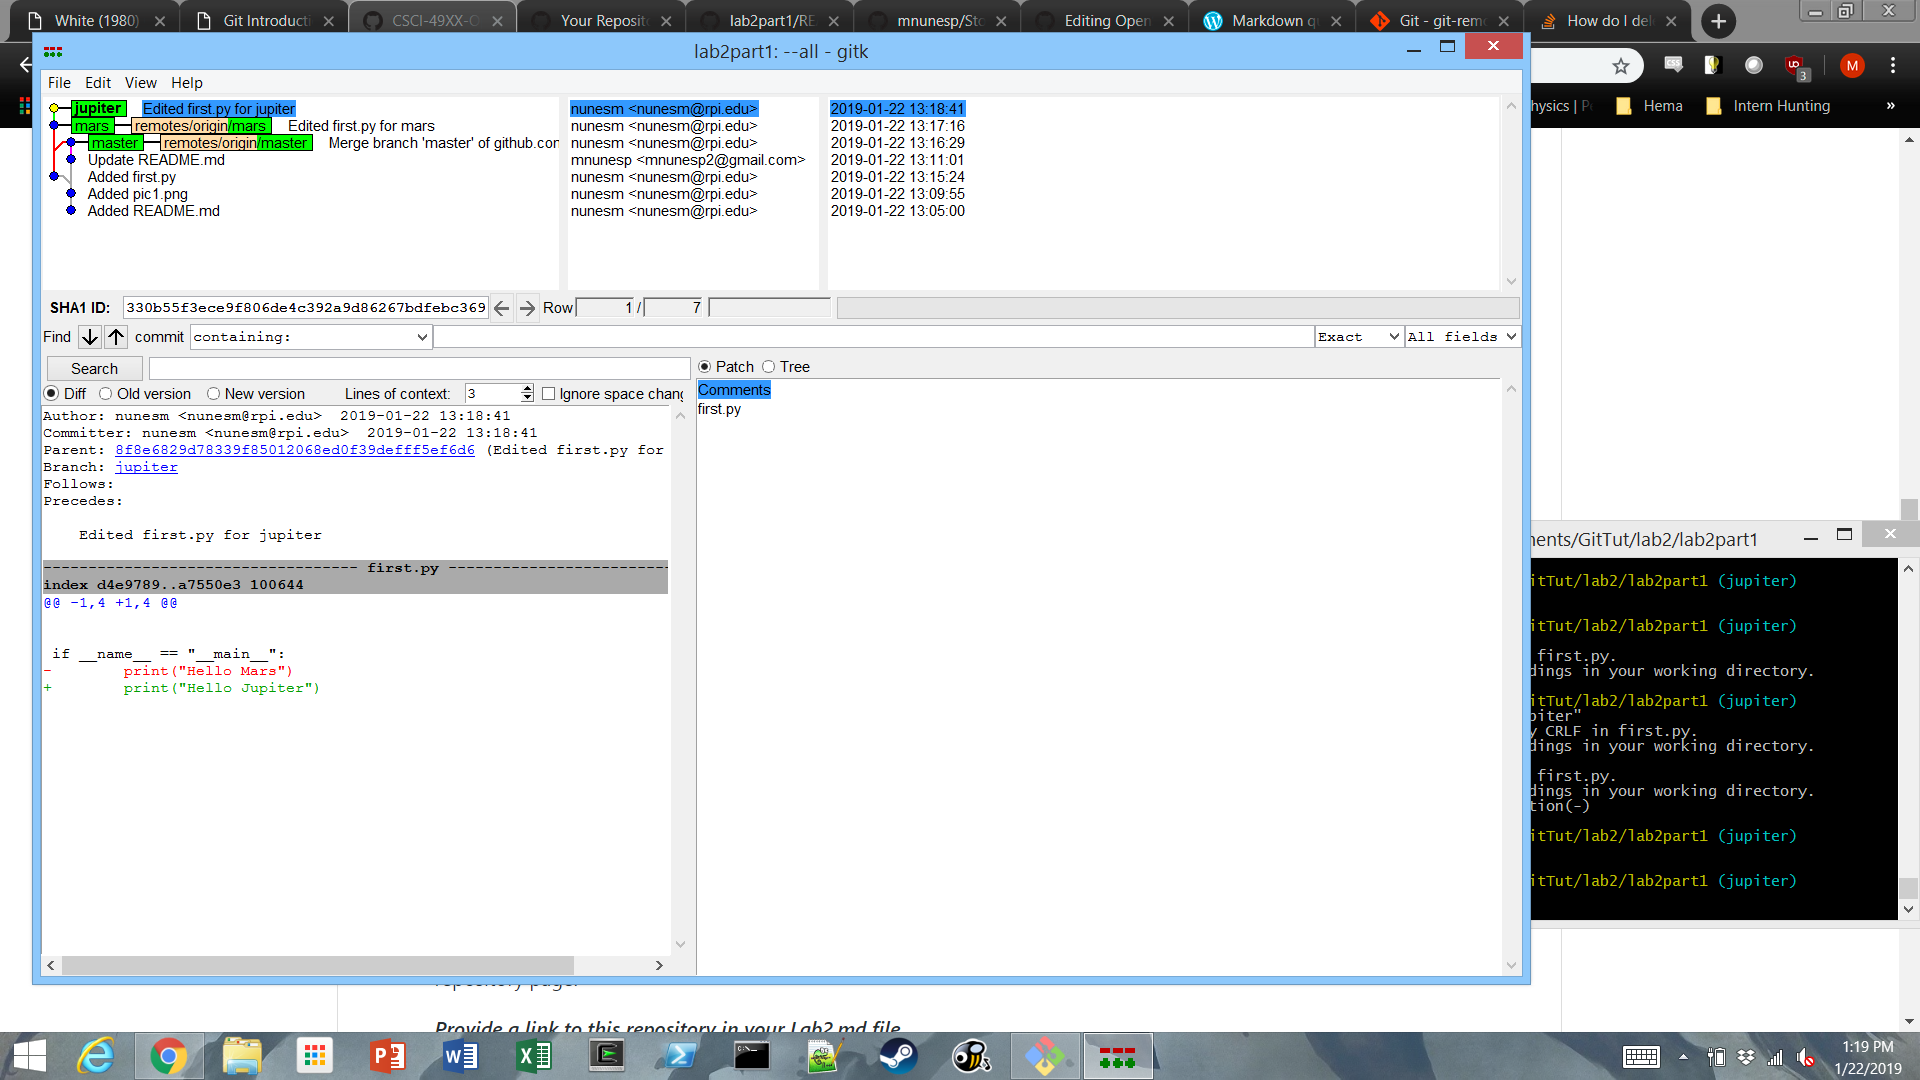 White (1980)
Git Introducti
CSCI-49XX-O
Your Reposit
lab2part1/RE
mnunesp/Sto
Editing Open
Markdown q
Git - git-rem
How do I del
lab2part1: --all - gitk
M
3
File Edit View Help
hysics | P
Hema
Intern Hunting
»
jupiter Edited first.py for jupiter nunesm <nunesm@rpi.edu> 2019-01-22 13:18:41
mars remotes/origin/mars Edited first.py for mars nunesm <nunesm@rpi.edu> 2019-01-22 13:17:16
master remotes/origin/master Merge branch 'master' of github.con nunesm <nunesm@rpi.edu> 2019-01-22 13:16:29
Update README.md mnunesp <mnunesp2@gmail.com> 2019-01-22 13:11:01
Added first.py nunesm <nunesm@rpi.edu> 2019-01-22 13:15:24
Added pic1.png nunesm <nunesm@rpi.edu> 2019-01-22 13:09:55
Added README.md nunesm <nunesm@rpi.edu> 2019-01-22 13:05:00
SHA1 ID: 330b55f3ece9f806de4c392a9d86267bdfebc369 Row 1 / 7
Find commit containing: Exact All fields
Search
Patch Tree
Diff Old version New version Lines of context: 3 Ignore space chang
Comments
first.py
Author: nunesm <nunesm@rpi.edu> 2019-01-22 13:18:41
Committer: nunesm <nunesm@rpi.edu> 2019-01-22 13:18:41
Parent: 8f8e6829d78339f85012068ed0f39defff5ef6d6 (Edited first.py for
Branch: jupiter
Follows:
Precedes:
Edited first.py for jupiter
----------------------------------- first.py -------------------------
index d4e9789..a7550e3 100644
@@ -1,4 +1,4 @@
if __name__ == "__main__":
- print("Hello Mars")
+ print("Hello Jupiter")
nents/GitTut/lab2/lab2part1
itTut/lab2/lab2part1 (jupiter)
itTut/lab2/lab2part1 (jupiter)
first.py.
dings in your working directory.
itTut/lab2/lab2part1 (jupiter)
piter"
y CRLF in first.py.
dings in your working directory.
first.py.
dings in your working directory.
tion(-)
itTut/lab2/lab2part1 (jupiter)
itTut/lab2/lab2part1 (jupiter)
repository page.
Provide a link to this repository in your Lab2.md file
1:19 PM
1/22/2019